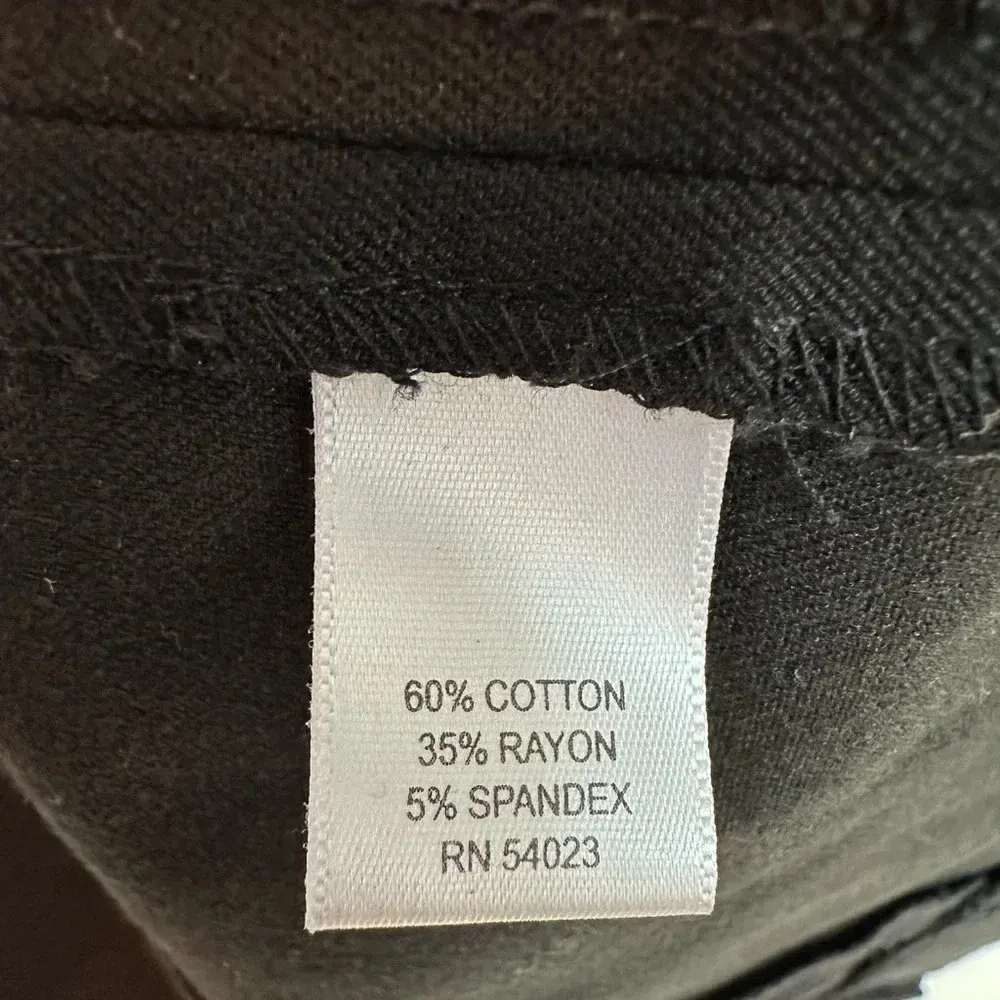 60% COTTON
35% RAYON
5% SPANDEX
RN 54023